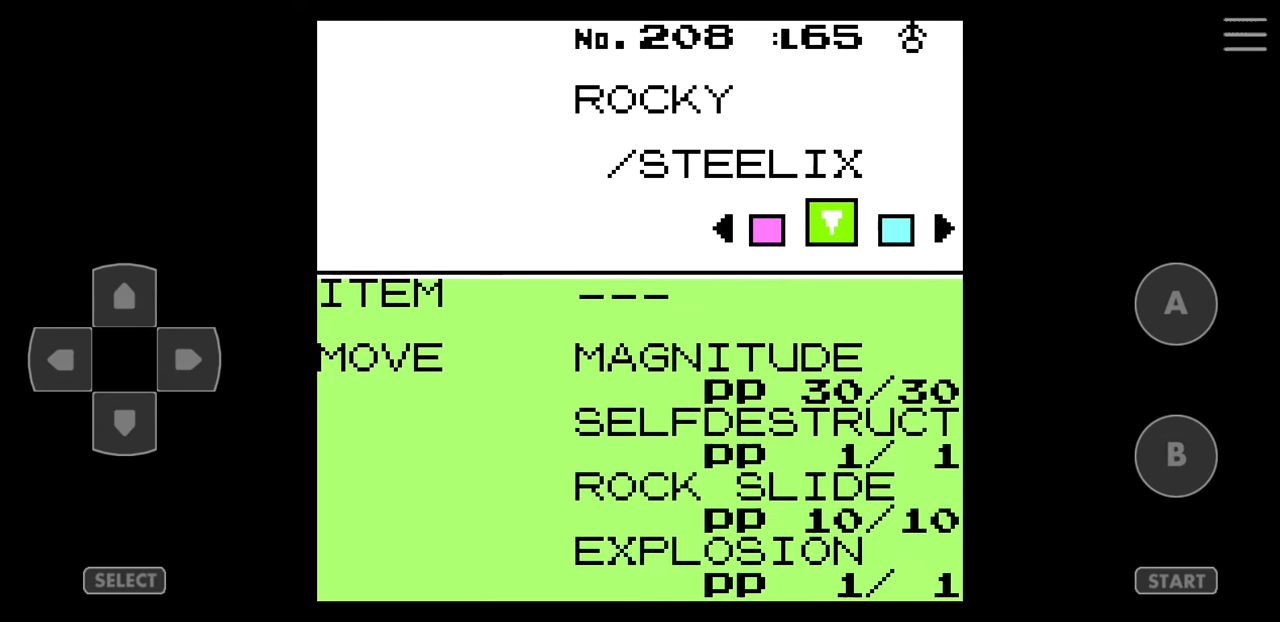 No. 208 :L65 ♂
ROCKY
/STEELIX
ITEM ---
MOVE MAGNITUDE
PP 30/30
SELFDESTRUCT
PP 1/ 1
ROCK SLIDE
PP 10/10
EXPLOSION
PP 1/ 1
A
B
SELECT
START